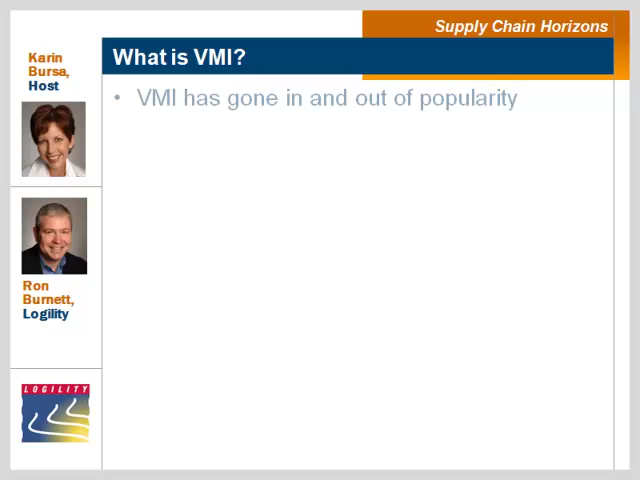 Supply Chain Horizons
What is VMI?
• VMI has gone in and out of popularity
Karin
Bursa,
Host
Ron
Burnett,
Logility
LOGILITY